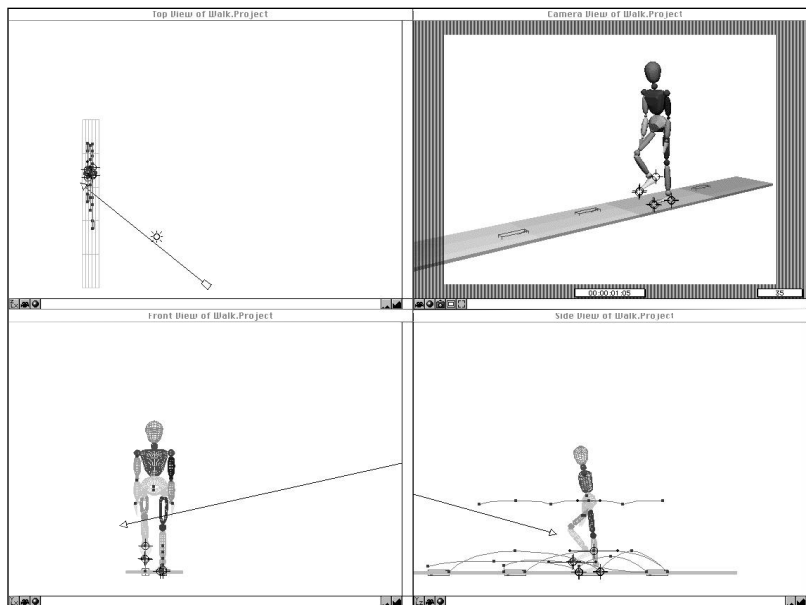 Top View of Walk.Project
Camera View of Walk.Project
00:00:01:05
35
Front View of Walk.Project
Side View of Walk.Project